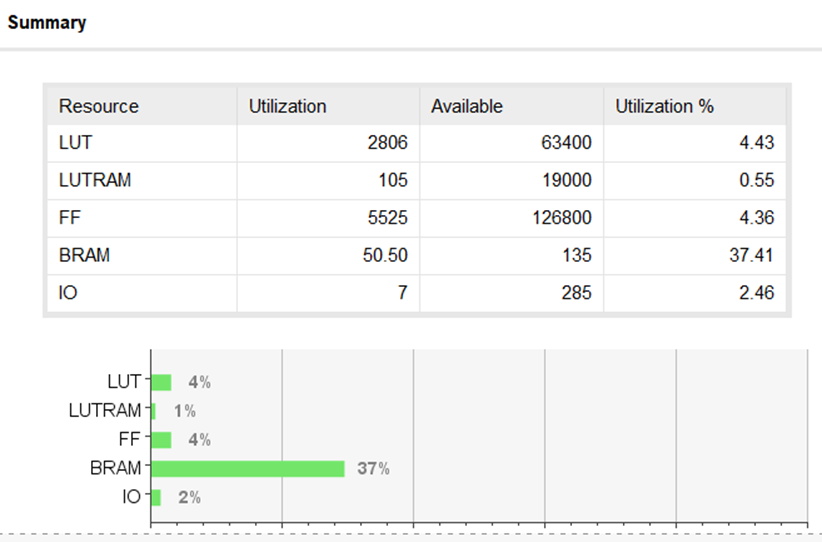 Summary
Resource Utilization Available Utilization %
LUT 2806 63400 4.43
LUTRAM 105 19000 0.55
FF 5525 126800 4.36
BRAM 50.50 135 37.41
IO 7 285 2.46
LUT 4%
LUTRAM 1%
FF 4%
BRAM 37%
IO 2%